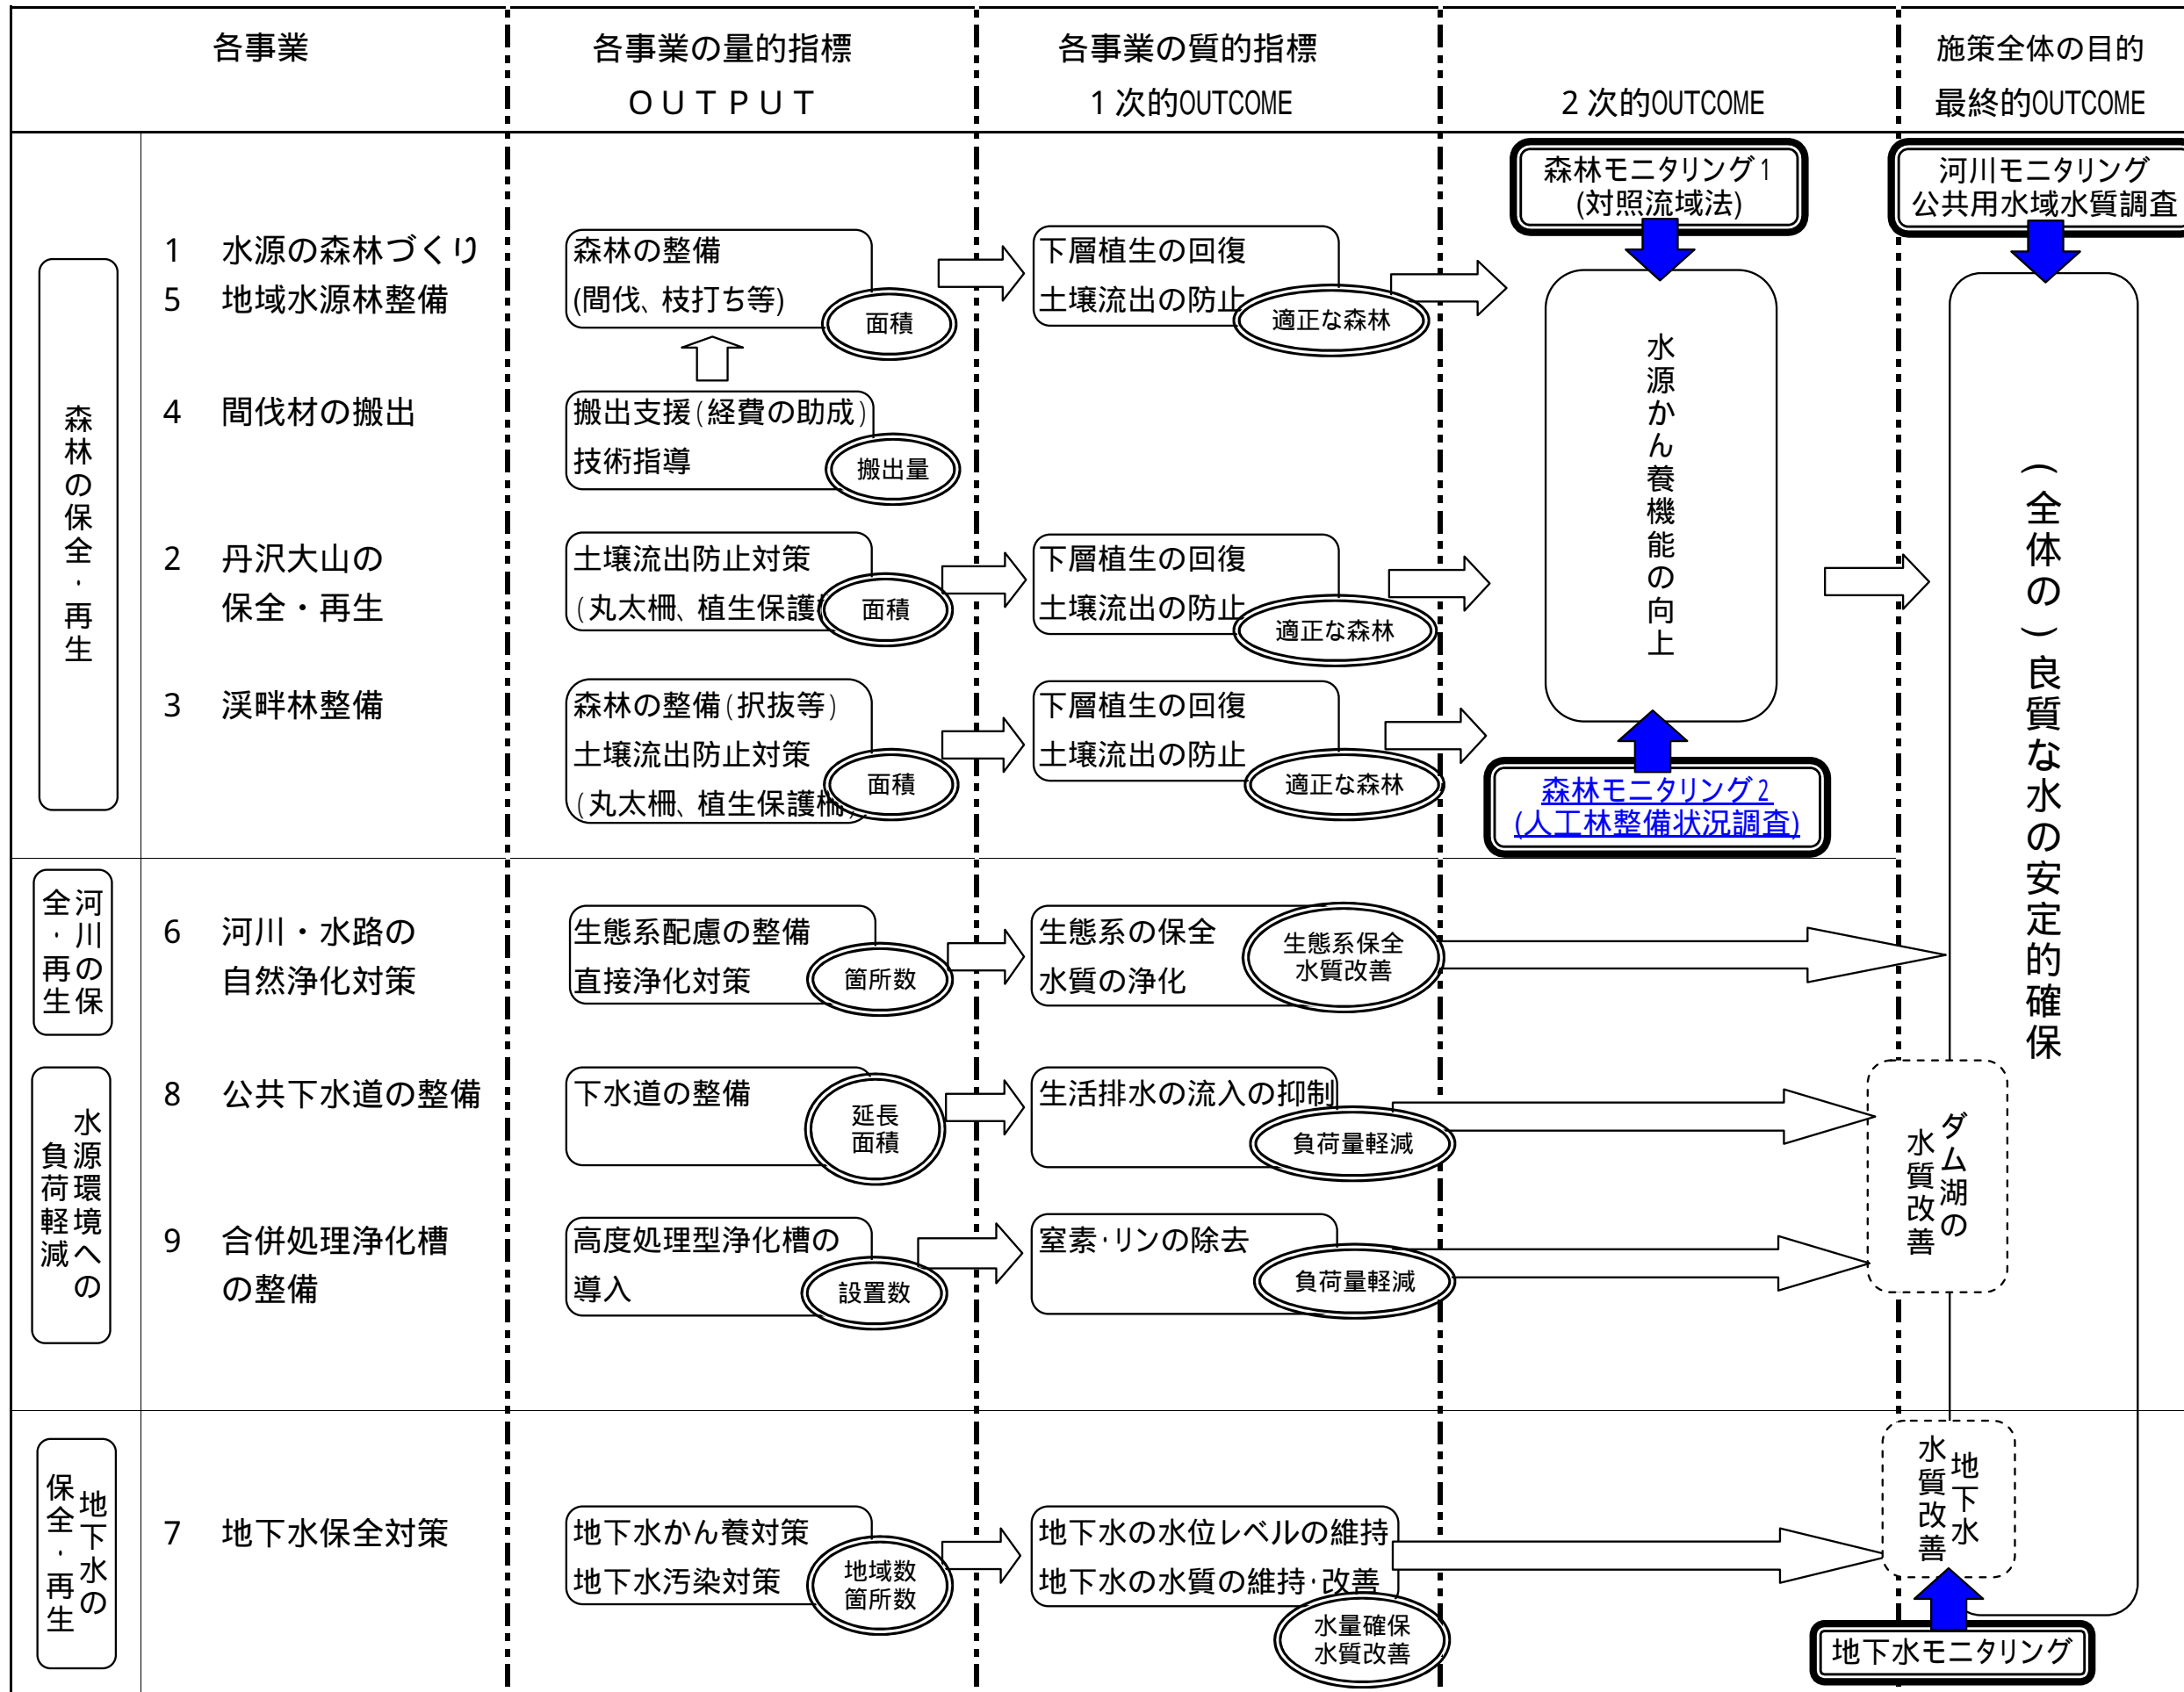 各事業
各事業の量的指標
ＯＵＴＰＵＴ
各事業の質的指標
1 次的OUTCOME
2 次的OUTCOME
施策全体の目的
最終的OUTCOME
森林の保全・再生
1 水源の森林づくり
5 地域水源林整備
森林の整備
(間伐、枝打ち等)
面積
下層植生の回復
土壌流出の防止
適正な森林
4 間伐材の搬出
搬出支援(経費の助成)
技術指導
搬出量
2 丹沢大山の
保全・再生
土壌流出防止対策
(丸太柵、植生保護
面積
下層植生の回復
土壌流出の防止
適正な森林
3 渓畔林整備
森林の整備(択抜等)
土壌流出防止対策
(丸太柵、植生保護柵)
面積
下層植生の回復
土壌流出の防止
適正な森林
森林モニタリング1
(対照流域法)
水源かん養機能の向上
森林モニタリング2
(人工林整備状況調査)
河川モニタリング
公共用水域水質調査
(全体の)良質な水の安定的確保
河川の保
全・再生
6 河川・水路の
自然浄化対策
生態系配慮の整備
直接浄化対策
箇所数
生態系の保全
水質の浄化
生態系保全
水質改善
水源環境への
負荷軽減
8 公共下水道の整備
下水道の整備
延長
面積
生活排水の流入の抑制
負荷量軽減
9 合併処理浄化槽
の整備
高度処理型浄化槽の
導入
設置数
窒素・リンの除去
負荷量軽減
ダム湖の
水質改善
地下水の
保全・再生
7 地下水保全対策
地下水かん養対策
地下水汚染対策
地域数
箇所数
地下水の水位レベルの維持
地下水の水質の維持・改善
水量確保
水質改善
地下水
水質改善
地下水モニタリング